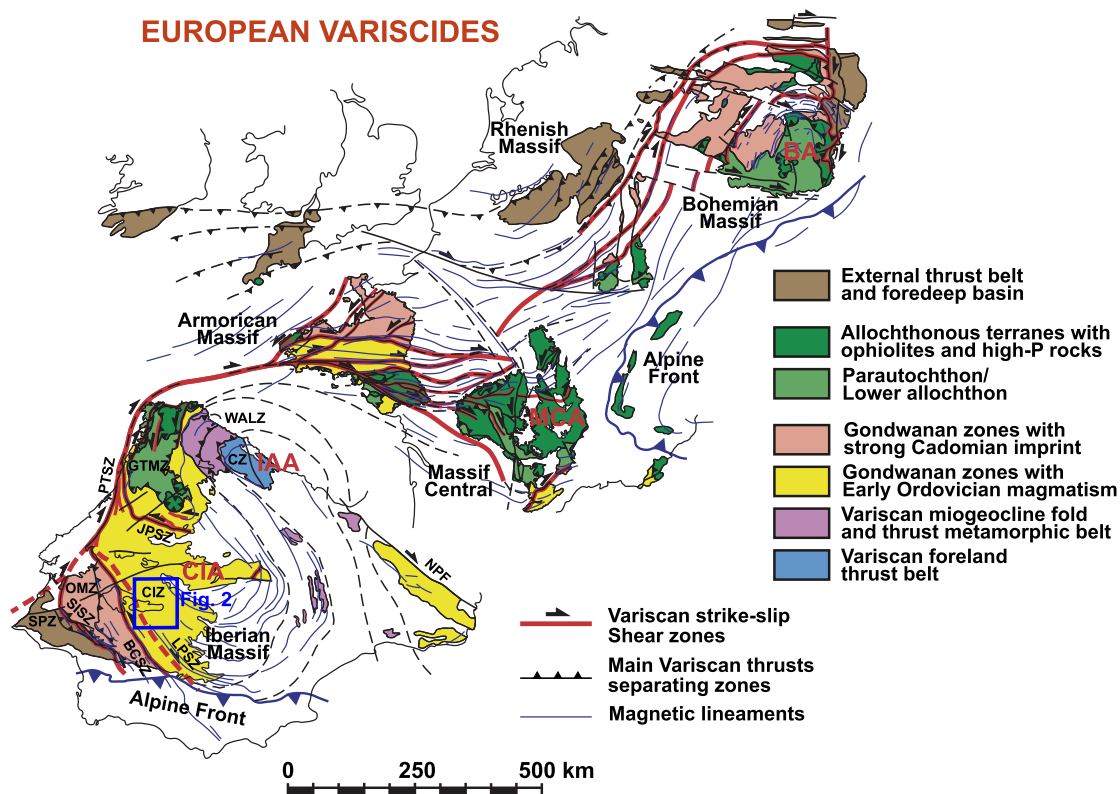 EUROPEAN VARISCIDES
Rhenish
Massif
BA
Bohemian
Massif
Armorican
Massif
Alpine
Front
MCA
Massif
Central
WALZ
GTMZ
CZ
IAA
PTSZ
JPSZ
CIA
NPF
OMZ
CIZ
Fig. 2
SISZ
SPZ
BCSZ
LPSZ
Iberian
Massif
Alpine Front
External thrust belt
and foredeep basin
Allochthonous terranes with
ophiolites and high-P rocks
Parautochthon/
Lower allochthon
Gondwanan zones with
strong Cadomian imprint
Gondwanan zones with
Early Ordovician magmatism
Variscan miogeocline fold
and thrust metamorphic belt
Variscan foreland
thrust belt
Variscan strike-slip
Shear zones
Main Variscan thrusts
separating zones
Magnetic lineaments
0 250 500 km